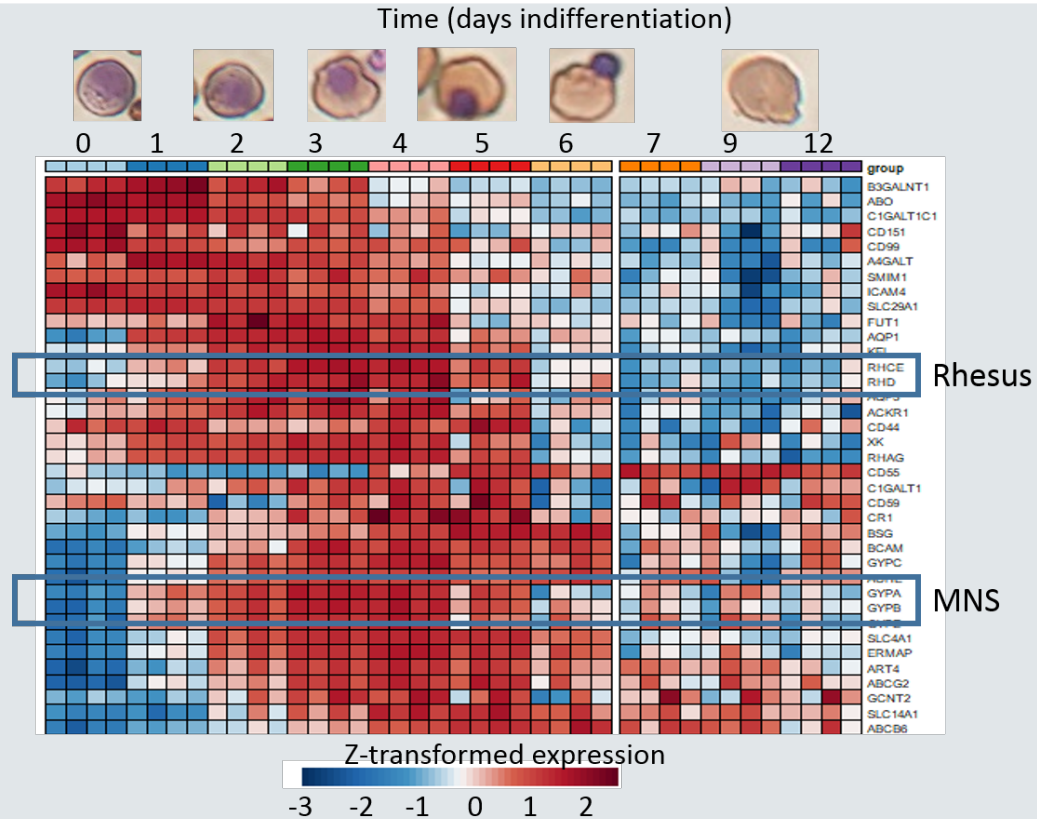 Time (days indifferentiation)
0 1 2 3 4 5 6 7 9 12
group
B3GALNT1
ABO
C1GALT1C1
CD151
CD99
A4GALT
SMIM1
ICAM4
SLC29A1
FUT1
AQP1
KEL
RHCE
Rhesus
RHD
AQP3
ACKR1
CD44
XK
RHAG
CD55
C1GALT1
CD59
CR1
BSG
BCAM
GYPC
GYPA
MNS
GYPB
SLC4A1
ERMAP
ART4
ABCG2
GCNT2
SLC14A1
ABCB6
Z-transformed expression
-3 -2 -1 0 1 2